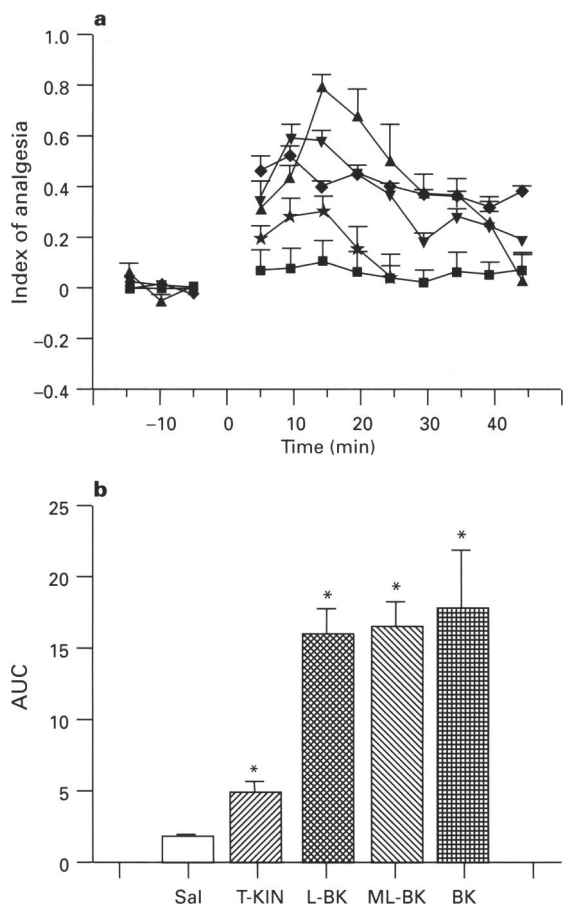 a
1.0
0.8
0.6
0.4
0.2
0
−0.2
−0.4
Index of analgesia
−10 0 10 20 30 40
Time (min)
b
25
20
15
10
5
0
AUC
* * * *
Sal T-KIN L-BK ML-BK BK